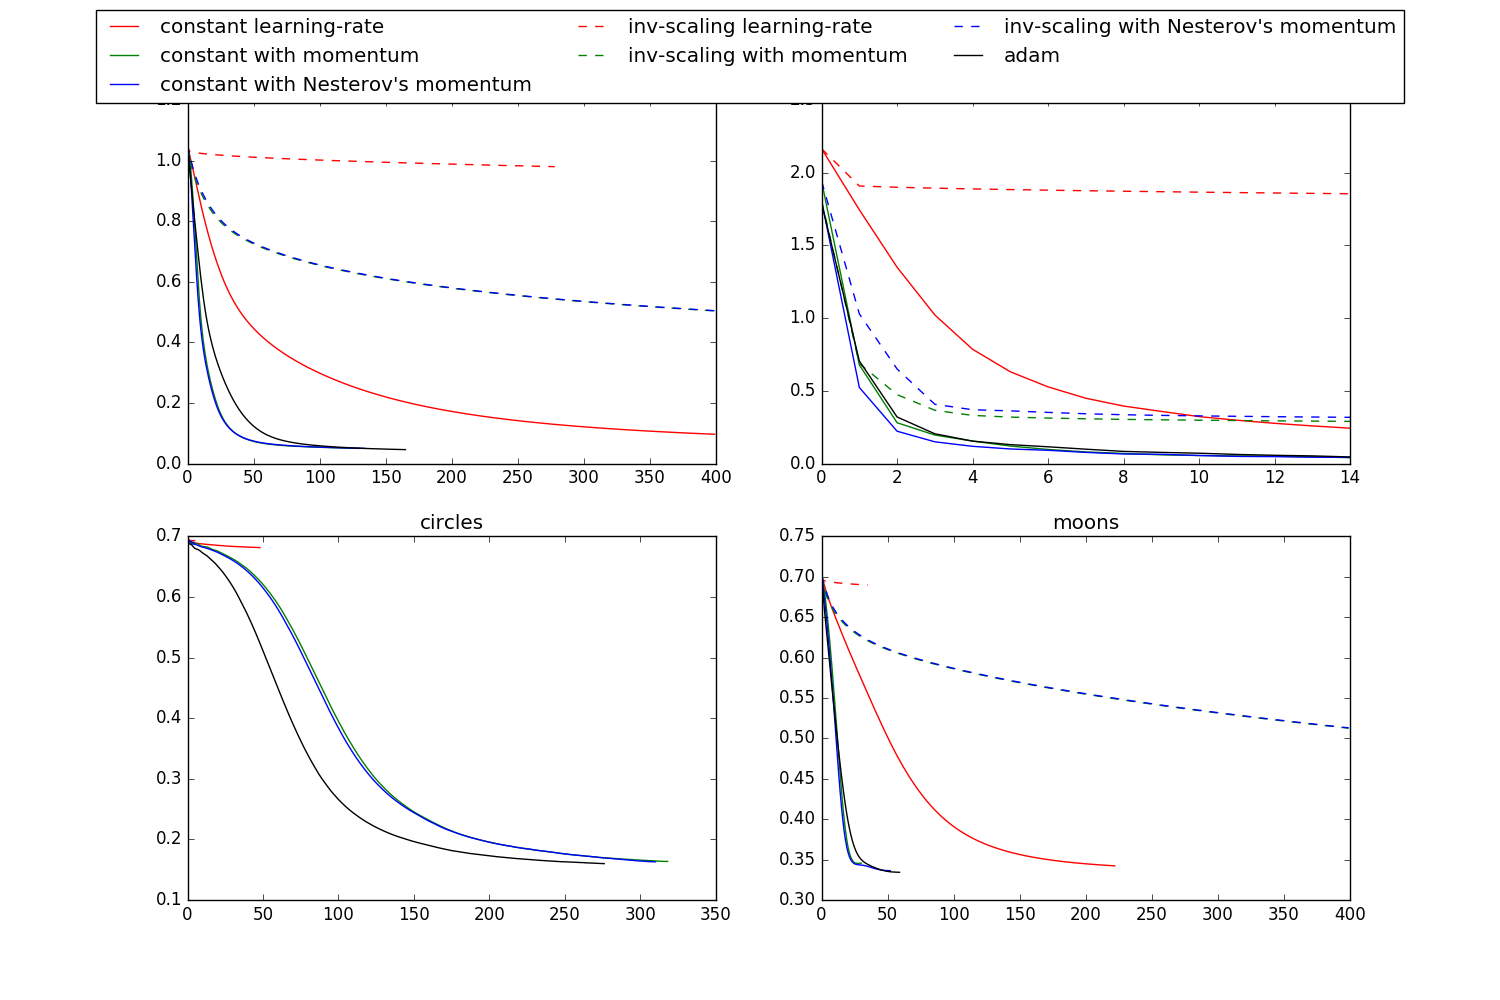 constant learning-rate
constant with momentum
constant with Nesterov's momentum
inv-scaling learning-rate
inv-scaling with momentum
inv-scaling with Nesterov's momentum
adam
1.0
0.8
0.6
0.4
0.2
0.0
0 50 100 150 200 250 300 350 400
2.0
1.5
1.0
0.5
0.0
0 2 4 6 8 10 12 14
circles
0.7
0.6
0.5
0.4
0.3
0.2
0.1
0 50 100 150 200 250 300 350
moons
0.75
0.70
0.65
0.60
0.55
0.50
0.45
0.40
0.35
0.30
0 50 100 150 200 250 300 350 400